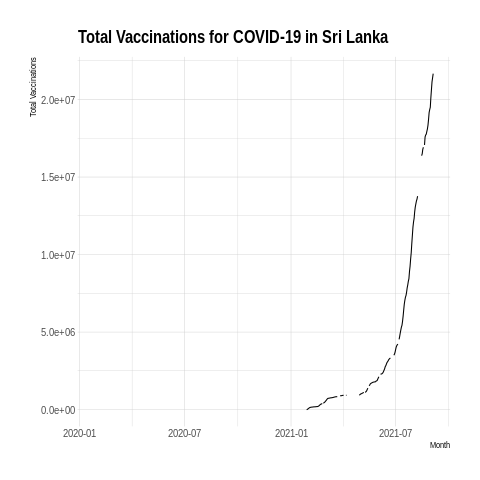 Total Vaccinations for COVID-19 in Sri Lanka
Total Vaccinations
2.0e+07
1.5e+07
1.0e+07
5.0e+06
0.0e+00
2020-01 2020-07 2021-01 2021-07
Month